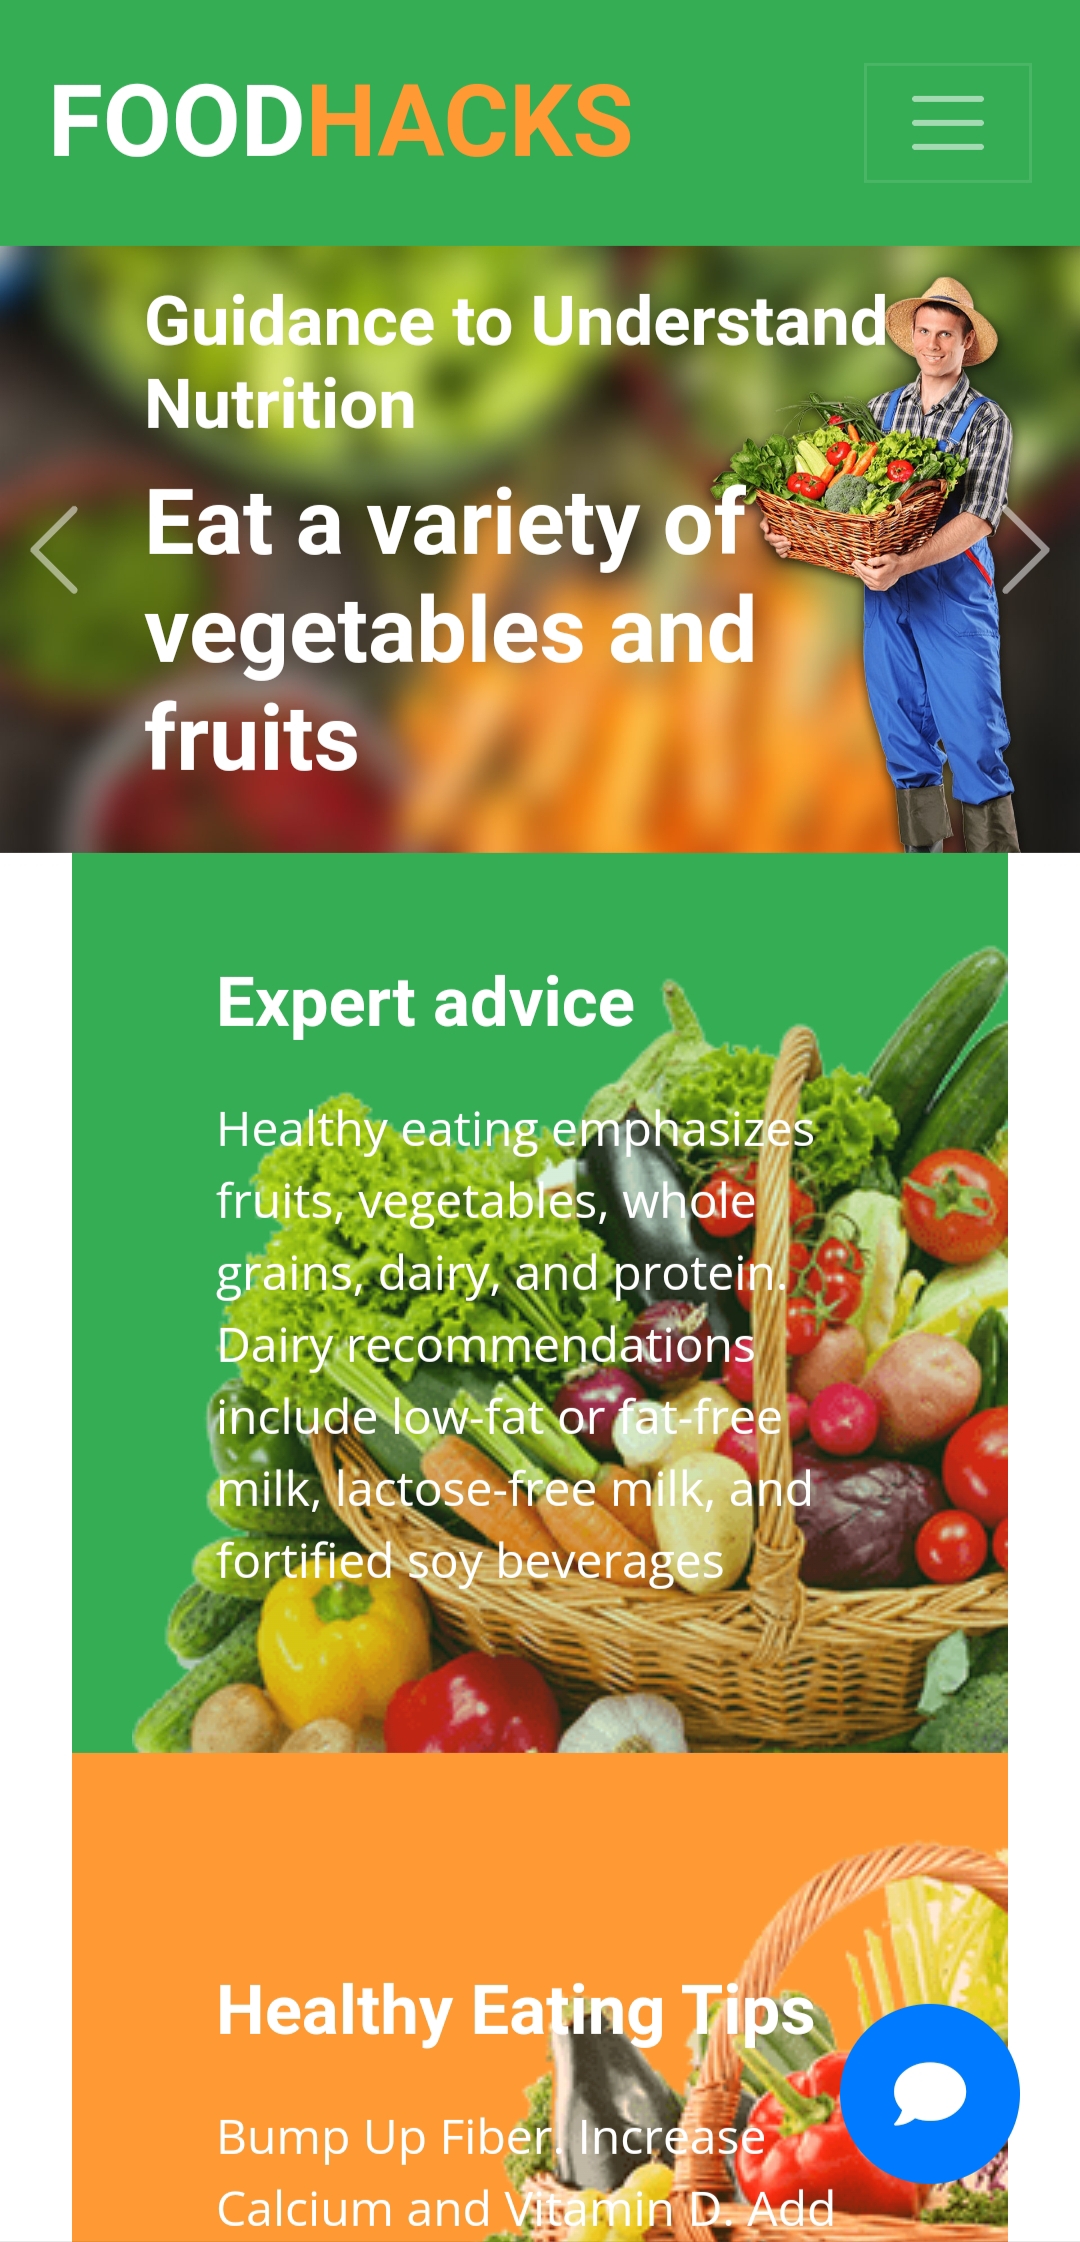 FOODHACKS
Guidance to Understand
Nutrition
Eat a variety of
vegetables and
fruits
Expert advice
Healthy eating emphasizes
fruits, vegetables, whole
grains, dairy, and protein.
Dairy recommendations
include low-fat or fat-free
milk, lactose-free milk, and
fortified soy beverages
Healthy Eating Tips
Bump Up Fiber. Increase
Calcium and Vitamin D. Add